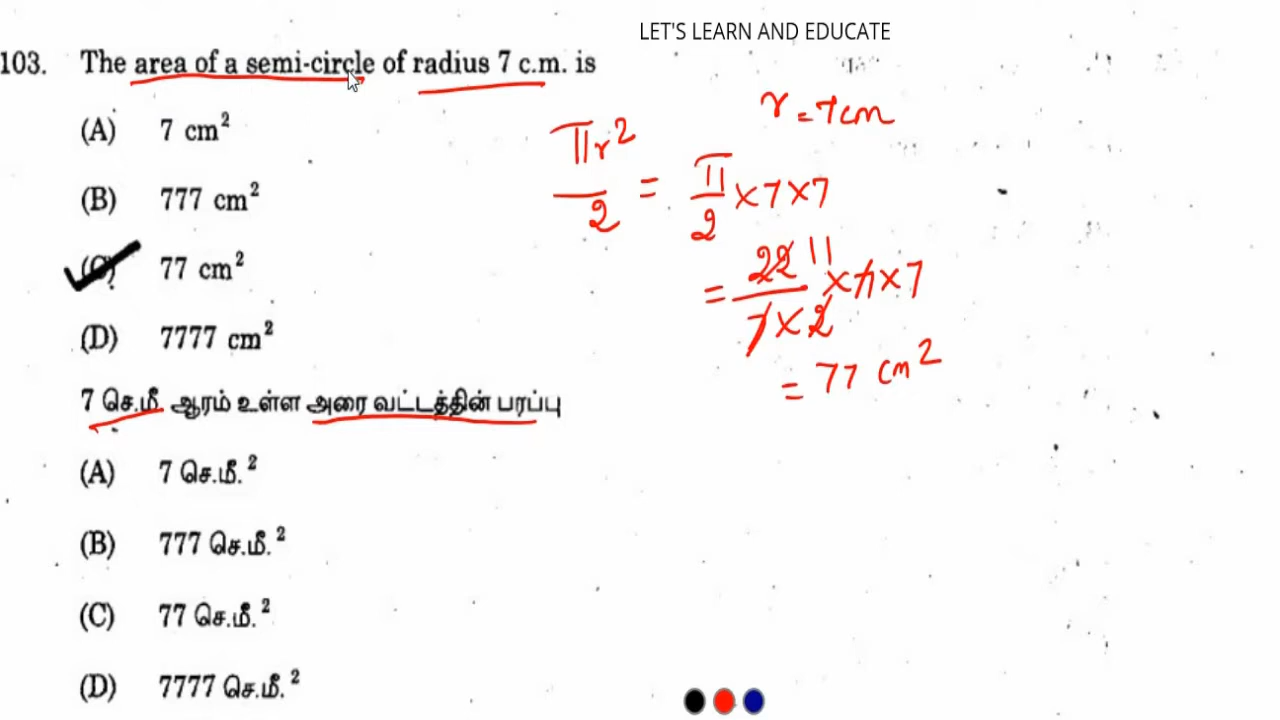 LET'S LEARN AND EDUCATE
103. The area of a semi-circle of radius 7 c.m. is
(A) 7 cm²
(B) 777 cm²
(C) 77 cm²
(D) 7777 cm²
r = 7cm
πr²/2 = π/2 × 7 × 7
= 22 11/7 × 2 × 7 × 7
= 77 cm²
7 செ.மீ. ஆரம் உள்ள அரை வட்டத்தின் பரப்பு
(A) 7 செ.மீ.²
(B) 777 செ.மீ.²
(C) 77 செ.மீ.²
(D) 7777 செ.மீ.²